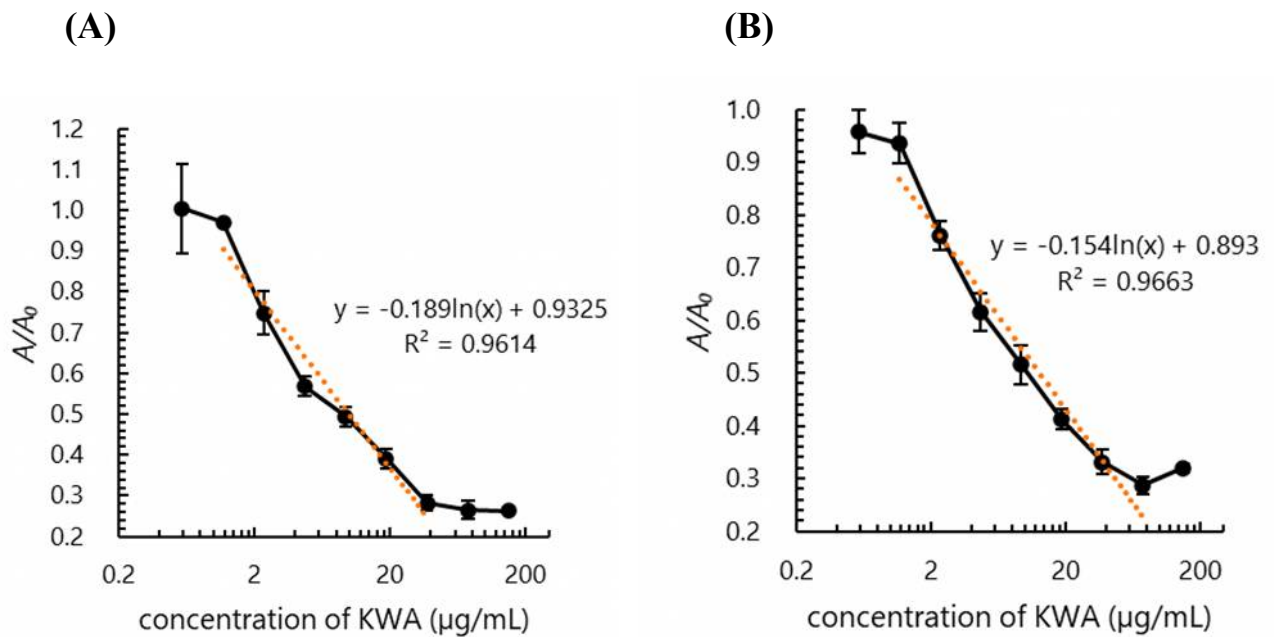 (A)
1.2
1.1
1.0
0.9
0.8
0.7
0.6
0.5
0.4
0.3
0.2
A/A₀
y = -0.189ln(x) + 0.9325
R² = 0.9614
0.2 2 20 200
concentration of KWA (µg/mL)
(B)
1.0
0.9
0.8
0.7
0.6
0.5
0.4
0.3
0.2
A/A₀
y = -0.154ln(x) + 0.893
R² = 0.9663
0.2 2 20 200
concentration of KWA (µg/mL)